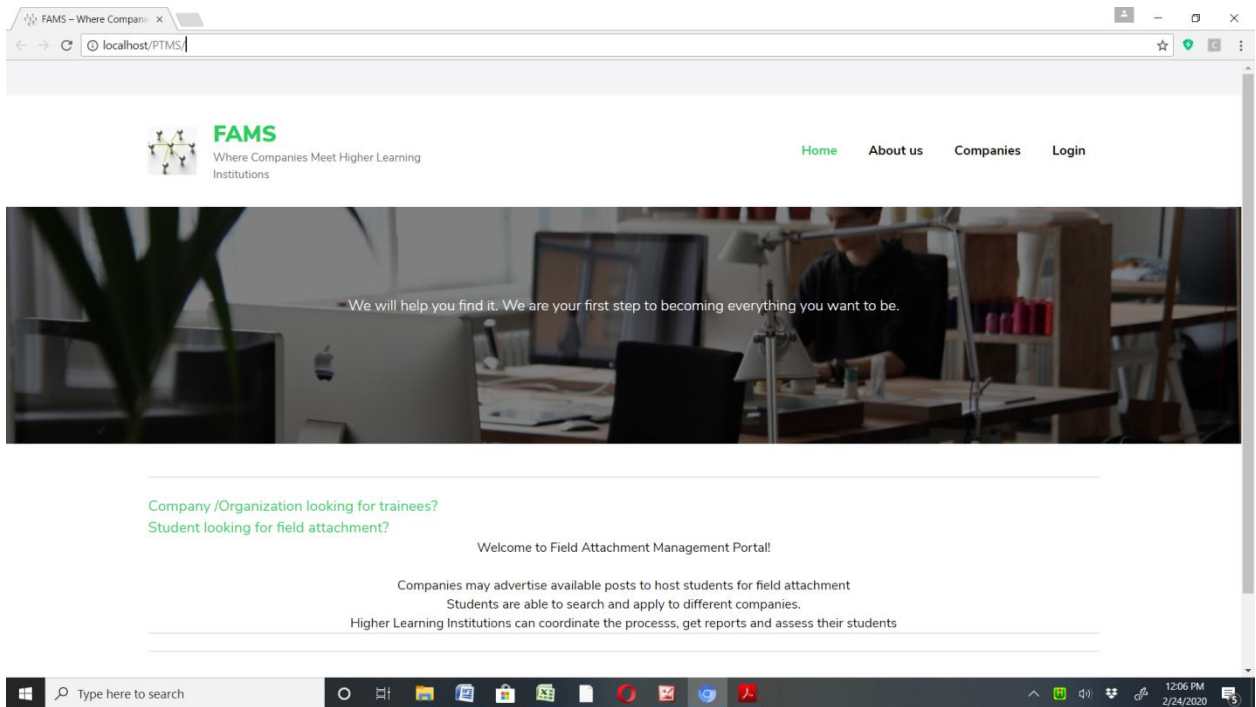 FAMS – Where Compani
localhost/PTMS/
FAMS
Where Companies Meet Higher Learning
Institutions
Home About us Companies Login
We will help you find it. We are your first step to becoming everything you want to be.
Company /Organization looking for trainees?
Student looking for field attachment?
Welcome to Field Attachment Management Portal!
Companies may advertise available posts to host students for field attachment
Students are able to search and apply to different companies.
Higher Learning Institutions can coordinate the processs, get reports and assess their students
Type here to search
12:06 PM
2/24/2020
5